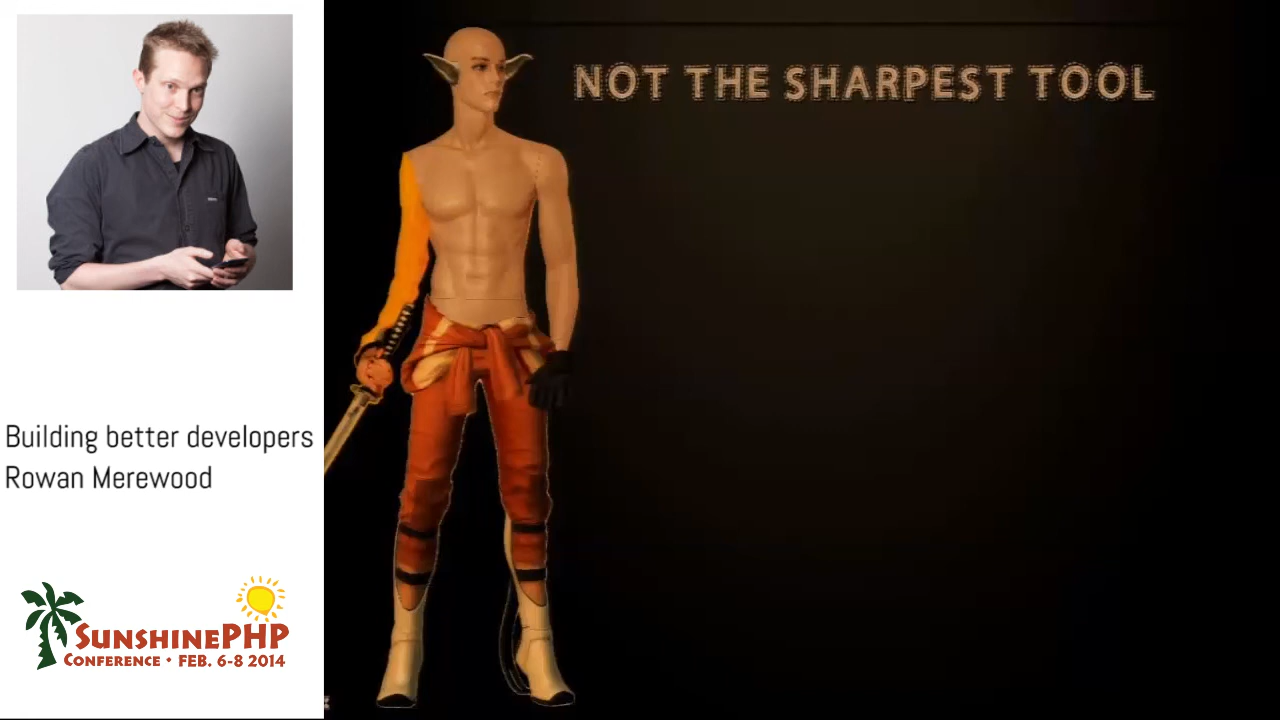 NOT THE SHARPEST TOOL
Building better developers
Rowan Merewood
SUNSHINEPHP
CONFERENCE • FEB. 6-8 2014